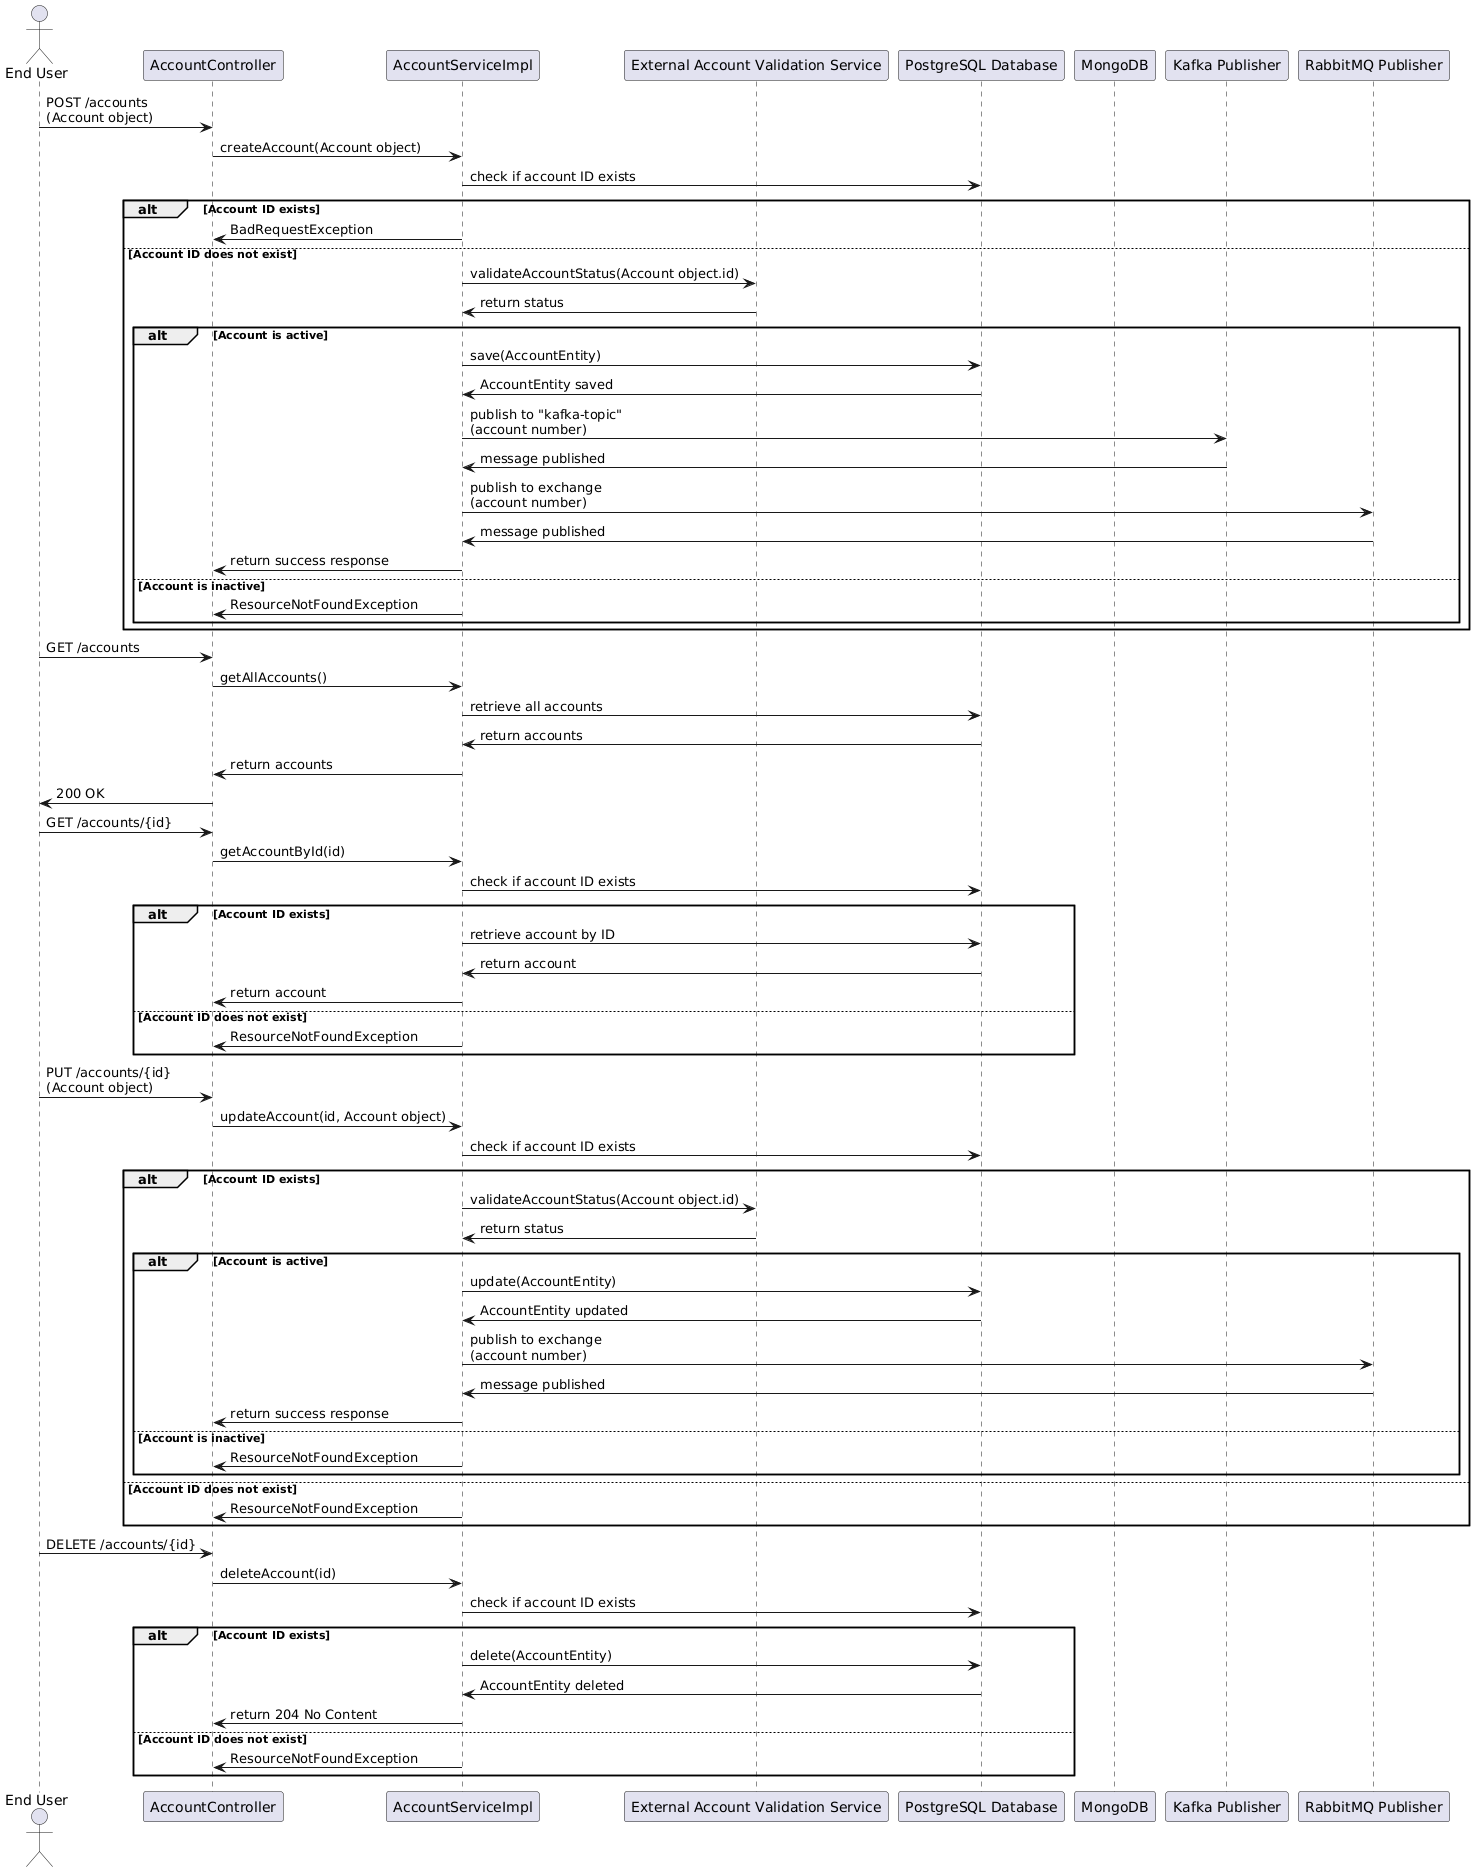 End User
AccountController
AccountServiceImpl
External Account Validation Service
PostgreSQL Database
MongoDB
Kafka Publisher
RabbitMQ Publisher
POST /accounts
(Account object)
createAccount(Account object)
check if account ID exists
alt
[Account ID exists]
BadRequestException
[Account ID does not exist]
validateAccountStatus(Account object.id)
return status
alt
[Account is active]
save(AccountEntity)
AccountEntity saved
publish to "kafka-topic"
(account number)
message published
publish to exchange
(account number)
message published
return success response
[Account is inactive]
ResourceNotFoundException
GET /accounts
getAllAccounts()
retrieve all accounts
return accounts
return accounts
200 OK
GET /accounts/{id}
getAccountById(id)
check if account ID exists
alt
[Account ID exists]
retrieve account by ID
return account
return account
[Account ID does not exist]
ResourceNotFoundException
PUT /accounts/{id}
(Account object)
updateAccount(id, Account object)
check if account ID exists
alt
[Account ID exists]
validateAccountStatus(Account object.id)
return status
alt
[Account is active]
update(AccountEntity)
AccountEntity updated
publish to exchange
(account number)
message published
return success response
[Account is inactive]
ResourceNotFoundException
[Account ID does not exist]
ResourceNotFoundException
DELETE /accounts/{id}
deleteAccount(id)
check if account ID exists
alt
[Account ID exists]
delete(AccountEntity)
AccountEntity deleted
return 204 No Content
[Account ID does not exist]
ResourceNotFoundException
End User
AccountController
AccountServiceImpl
External Account Validation Service
PostgreSQL Database
MongoDB
Kafka Publisher
RabbitMQ Publisher